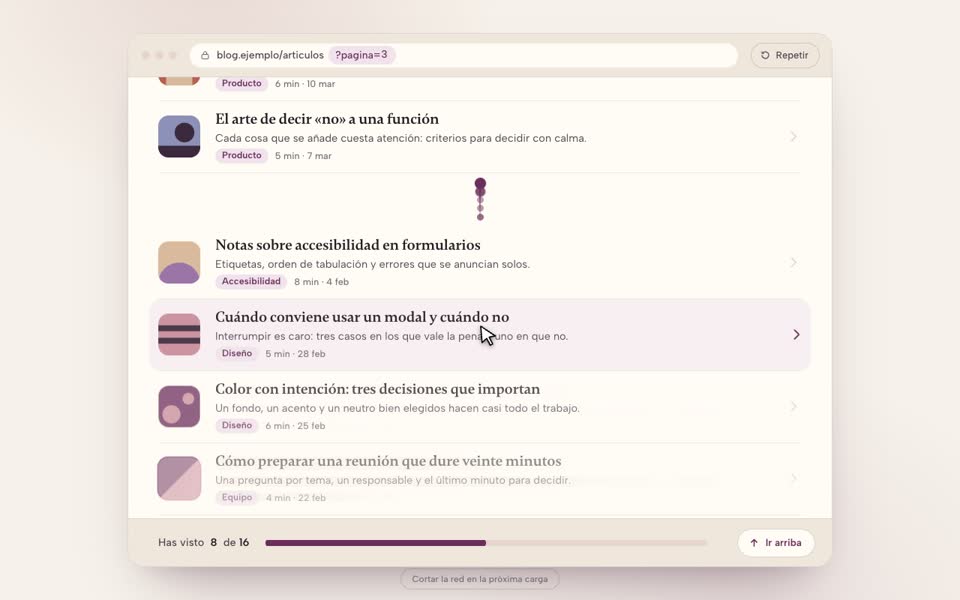 blog.ejemplo/articulos ?pagina=3
Repetir
Producto 6 min · 10 mar
El arte de decir «no» a una función
Cada cosa que se añade cuesta atención: criterios para decidir con calma.
Producto 5 min · 7 mar
Notas sobre accesibilidad en formularios
Etiquetas, orden de tabulación y errores que se anuncian solos.
Accesibilidad 8 min · 4 feb
Cuándo conviene usar un modal y cuándo no
Interrumpir es caro: tres casos en los que vale la pena uno en que no.
Diseño 5 min · 28 feb
Color con intención: tres decisiones que importan
Un fondo, un acento y un neutro bien elegidos hacen casi todo el trabajo.
Diseño 6 min · 25 feb
Cómo preparar una reunión que dure veinte minutos
Una pregunta por tema, un responsable y el último minuto para decidir.
Equipo 4 min · 22 feb
Has visto 8 de 16
Ir arriba
Cortar la red en la próxima carga